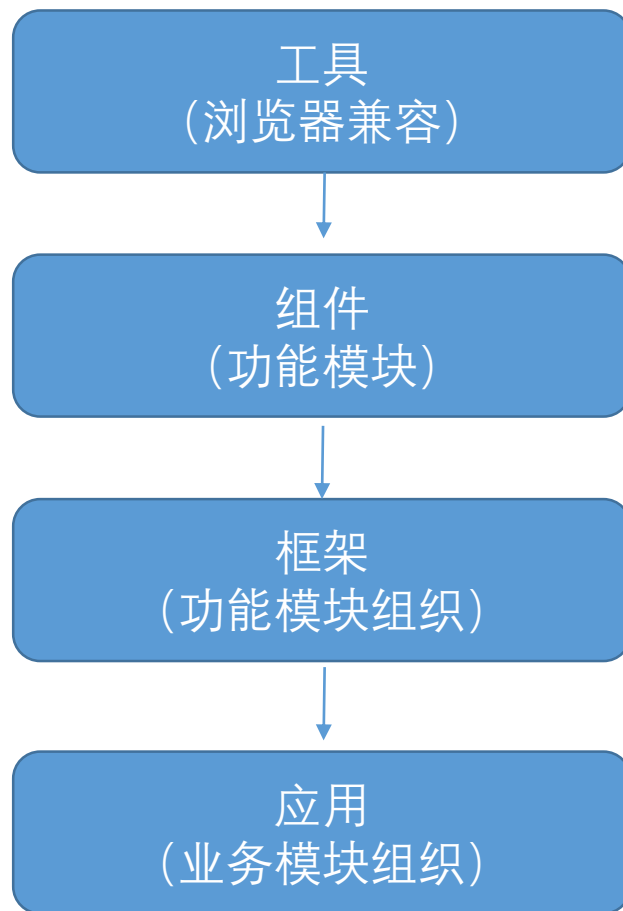 工具
（浏览器兼容）
组件
（功能模块）
框架
（功能模块组织）
应用
（业务模块组织）